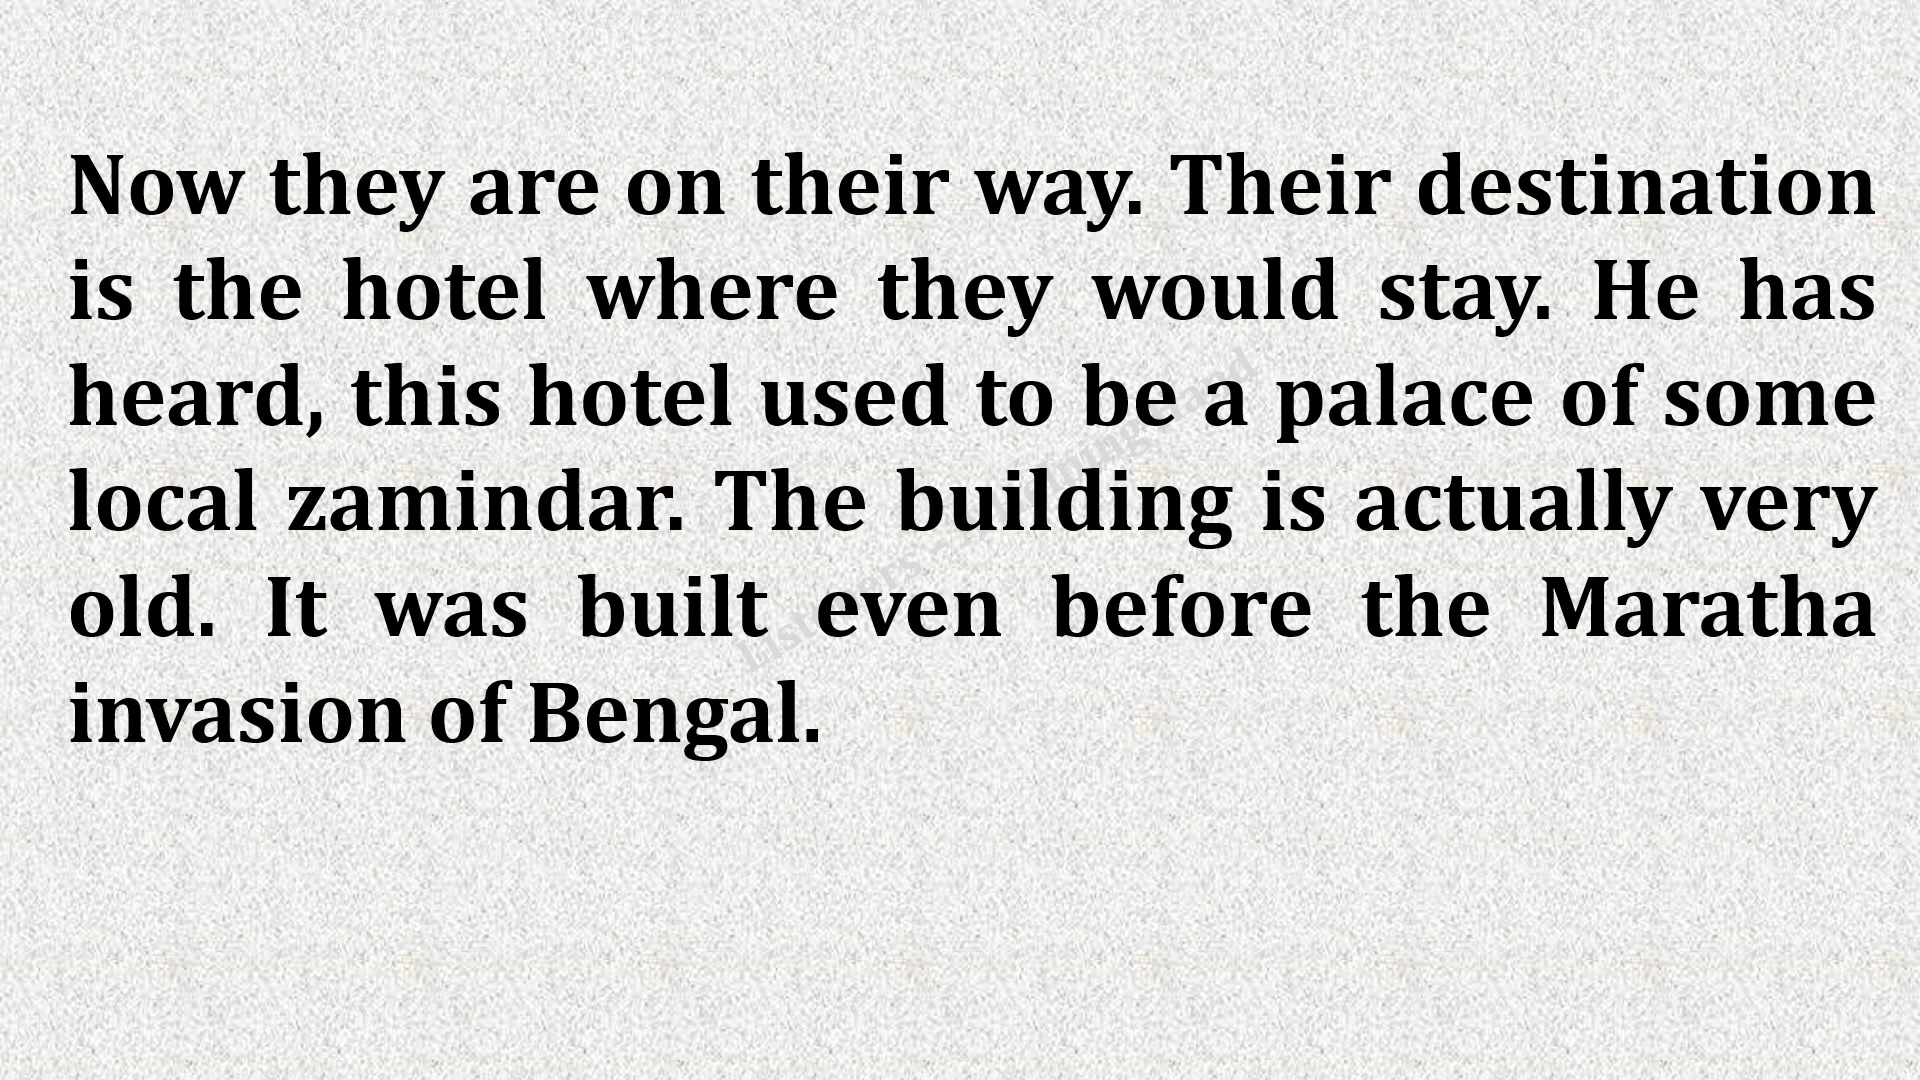 Now they are on their way. Their destination
is the hotel where they would stay. He has
heard, this hotel used to be a palace of some
local zamindar. The building is actually very
old. It was built even before the Maratha
invasion of Bengal.